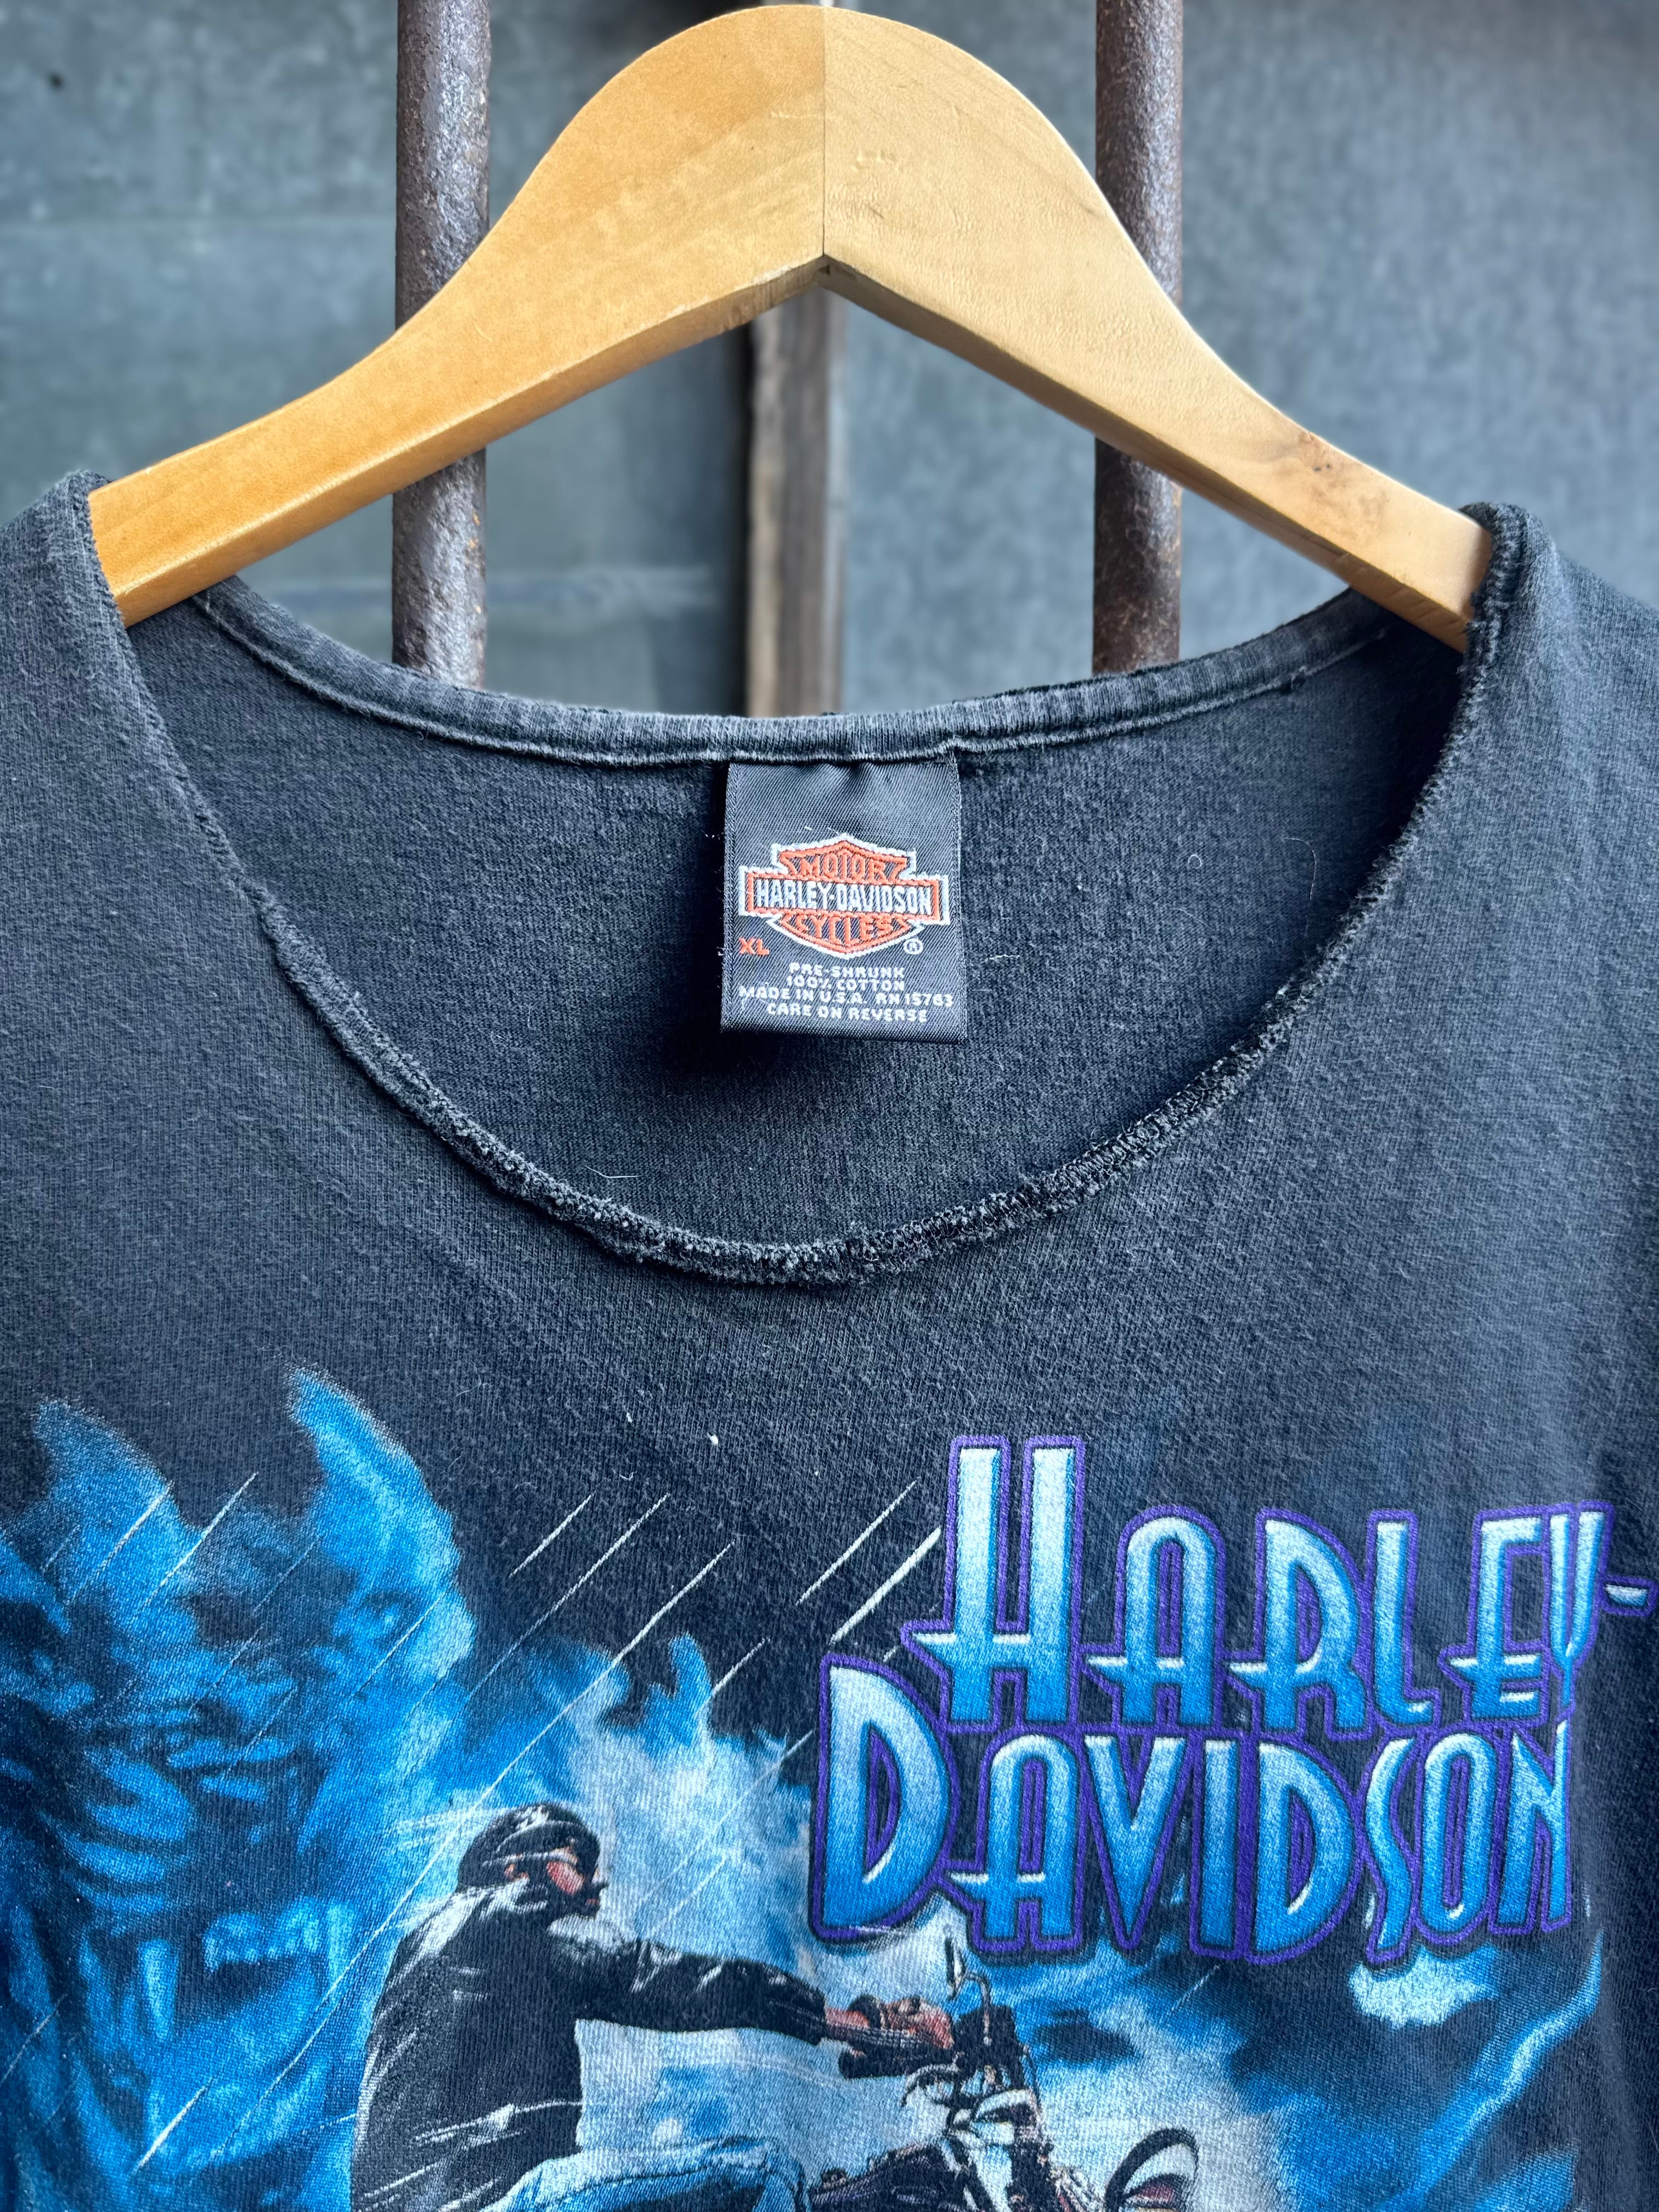 MOTOR
HARLEY-DAVIDSON
CYCLES
XL ®
PRE-SHRUNK
100% COTTON
MADE IN U.S.A. RN 15763
CARE ON REVERSE
HARLEY-
DAVIDSON